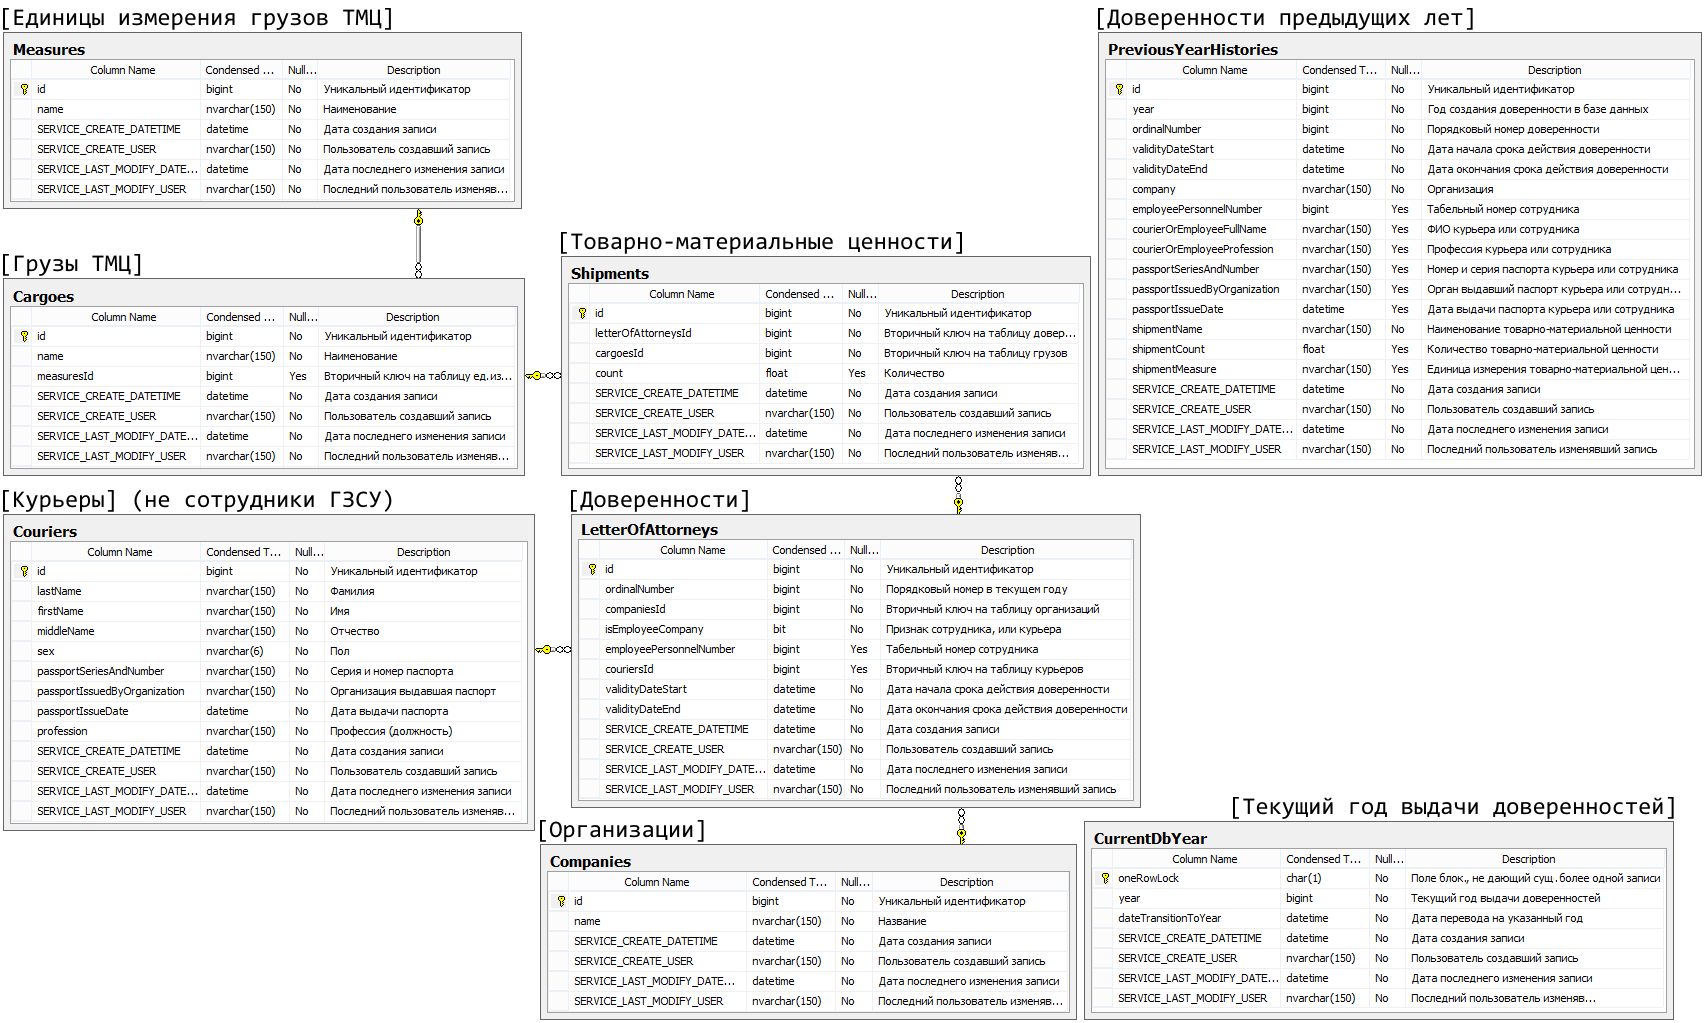 [Единицы измерения грузов ТМЦ]
Measures
Column Name Condensed ... Null... Description
id bigint No Уникальный идентификатор
name nvarchar(150) No Наименование
SERVICE_CREATE_DATETIME datetime No Дата создания записи
SERVICE_CREATE_USER nvarchar(150) No Пользователь создавший запись
SERVICE_LAST_MODIFY_DATE... datetime No Дата последнего изменения записи
SERVICE_LAST_MODIFY_USER nvarchar(150) No Последний пользователь изменяв...
[Грузы ТМЦ]
Cargoes
Column Name Condensed ... Null... Description
id bigint No Уникальный идентификатор
name nvarchar(150) No Наименование
measuresId bigint Yes Вторичный ключ на таблицу ед.из...
SERVICE_CREATE_DATETIME datetime No Дата создания записи
SERVICE_CREATE_USER nvarchar(150) No Пользователь создавший запись
SERVICE_LAST_MODIFY_DATE... datetime No Дата последнего изменения записи
SERVICE_LAST_MODIFY_USER nvarchar(150) No Последний пользователь изменяв...
[Товарно-материальные ценности]
Shipments
Column Name Condensed ... Null... Description
id bigint No Уникальный идентификатор
letterOfAttorneysId bigint No Вторичный ключ на таблицу довер...
cargoesId bigint No Вторичный ключ на таблицу грузов
count float Yes Количество
SERVICE_CREATE_DATETIME datetime No Дата создания записи
SERVICE_CREATE_USER nvarchar(150) No Пользователь создавший запись
SERVICE_LAST_MODIFY_DATE... datetime No Дата последнего изменения записи
SERVICE_LAST_MODIFY_USER nvarchar(150) No Последний пользователь изменяв...
[Доверенности предыдущих лет]
PreviousYearHistories
Column Name Condensed T... Null... Description
id bigint No Уникальный идентификатор
year bigint No Год создания доверенности в базе данных
ordinalNumber bigint No Порядковый номер доверенности
validityDateStart datetime No Дата начала срока действия доверенности
validityDateEnd datetime No Дата окончания срока действия доверенности
company nvarchar(150) No Организация
employeePersonnelNumber bigint Yes Табельный номер сотрудника
courierOrEmployeeFullName nvarchar(150) Yes ФИО курьера или сотрудника
courierOrEmployeeProfession nvarchar(150) Yes Профессия курьера или сотрудника
passportSeriesAndNumber nvarchar(150) Yes Номер и серия паспорта курьера или сотрудника
passportIssuedByOrganization nvarchar(150) Yes Орган выдавший паспорт курьера или сотрудн...
passportIssueDate datetime Yes Дата выдачи паспорта курьера или сотрудника
shipmentName nvarchar(150) No Наименование товарно-материальной ценности
shipmentCount float Yes Количество товарно-материальной ценности
shipmentMeasure nvarchar(150) Yes Единица измерения товарно-материальной цен...
SERVICE_CREATE_DATETIME datetime No Дата создания записи
SERVICE_CREATE_USER nvarchar(150) No Пользователь создавший запись
SERVICE_LAST_MODIFY_DATE... datetime No Дата последнего изменения записи
SERVICE_LAST_MODIFY_USER nvarchar(150) No Последний пользователь изменявший запись
[Курьеры] (не сотрудники ГЗСУ)
Couriers
Column Name Condensed T... Null... Description
id bigint No Уникальный идентификатор
lastName nvarchar(150) No Фамилия
firstName nvarchar(150) No Имя
middleName nvarchar(150) No Отчество
sex nvarchar(6) No Пол
passportSeriesAndNumber nvarchar(150) No Серия и номер паспорта
passportIssuedByOrganization nvarchar(150) No Организация выдавшая паспорт
passportIssueDate datetime No Дата выдачи паспорта
profession nvarchar(150) No Профессия (должность)
SERVICE_CREATE_DATETIME datetime No Дата создания записи
SERVICE_CREATE_USER nvarchar(150) No Пользователь создавший запись
SERVICE_LAST_MODIFY_DATE... datetime No Дата последнего изменения записи
SERVICE_LAST_MODIFY_USER nvarchar(150) No Последний пользователь изменяв...
[Доверенности]
LetterOfAttorneys
Column Name Condensed ... Null... Description
id bigint No Уникальный идентификатор
ordinalNumber bigint No Порядковый номер в текущем году
companiesId bigint No Вторичный ключ на таблицу организаций
isEmployeeCompany bit No Признак сотрудника, или курьера
employeePersonnelNumber bigint Yes Табельный номер сотрудника
couriersId bigint Yes Вторичный ключ на таблицу курьеров
validityDateStart datetime No Дата начала срока действия доверенности
validityDateEnd datetime No Дата окончания срока действия доверенности
SERVICE_CREATE_DATETIME datetime No Дата создания записи
SERVICE_CREATE_USER nvarchar(150) No Пользователь создавший запись
SERVICE_LAST_MODIFY_DATE... datetime No Дата последнего изменения записи
SERVICE_LAST_MODIFY_USER nvarchar(150) No Последний пользователь изменявший запись
[Организации]
Companies
Column Name Condensed T... Null... Description
id bigint No Уникальный идентификатор
name nvarchar(150) No Название
SERVICE_CREATE_DATETIME datetime No Дата создания записи
SERVICE_CREATE_USER nvarchar(150) No Пользователь создавший запись
SERVICE_LAST_MODIFY_DATE... datetime No Дата последнего изменения записи
SERVICE_LAST_MODIFY_USER nvarchar(150) No Последний пользователь изменяв...
[Текущий год выдачи доверенностей]
CurrentDbYear
Column Name Condensed T... Null... Description
oneRowLock char(1) No Поле блок., не дающий сущ. более одной записи
year bigint No Текущий год выдачи доверенностей
dateTransitionToYear datetime No Дата перевода на указанный год
SERVICE_CREATE_DATETIME datetime No Дата создания записи
SERVICE_CREATE_USER nvarchar(150) No Пользователь создавший запись
SERVICE_LAST_MODIFY_DA... datetime No Дата последнего изменения записи
SERVICE_LAST_MODIFY_USER nvarchar(150) No Последний пользователь изменяв...